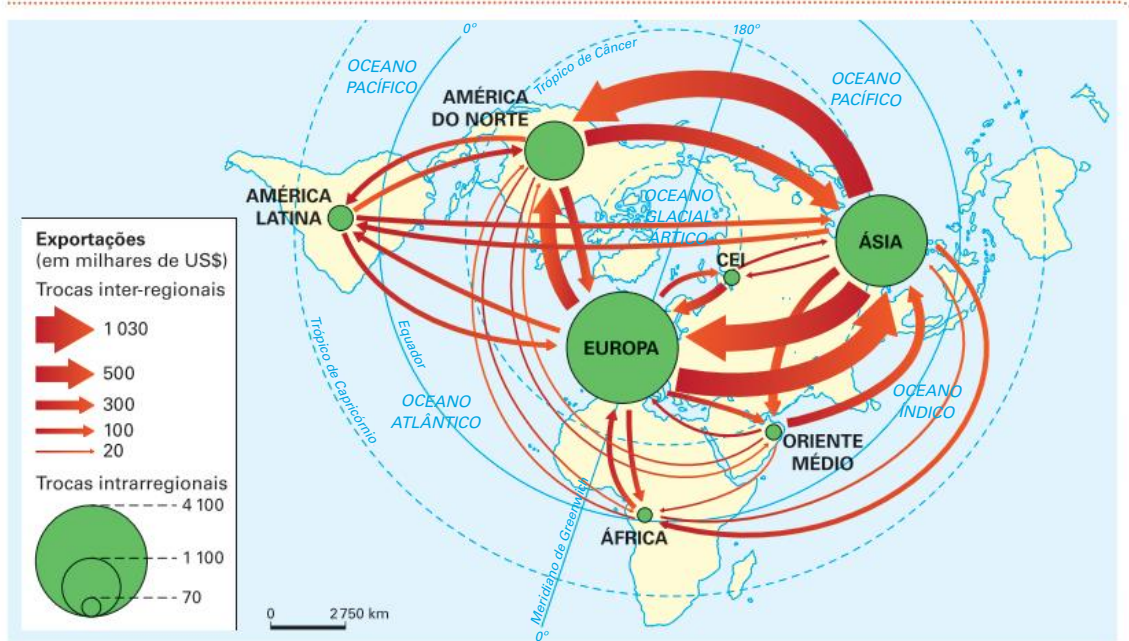 0°
180°
OCEANO
PACÍFICO
Trópico de Câncer
OCEANO
PACÍFICO
AMÉRICA
DO NORTE
AMÉRICA
LATINA
OCEANO
GLACIAL
ÁRTICO
ÁSIA
CEI
EUROPA
Trópico de Capricórnio
Equador
OCEANO
ATLÂNTICO
OCEANO
ÍNDICO
ORIENTE
MÉDIO
ÁFRICA
Meridiano de Greenwich
0°
Exportações
(em milhares de US$)
Trocas inter-regionais
1 030
500
300
100
20
Trocas intrarregionais
4 100
1 100
70
0 2 750 km